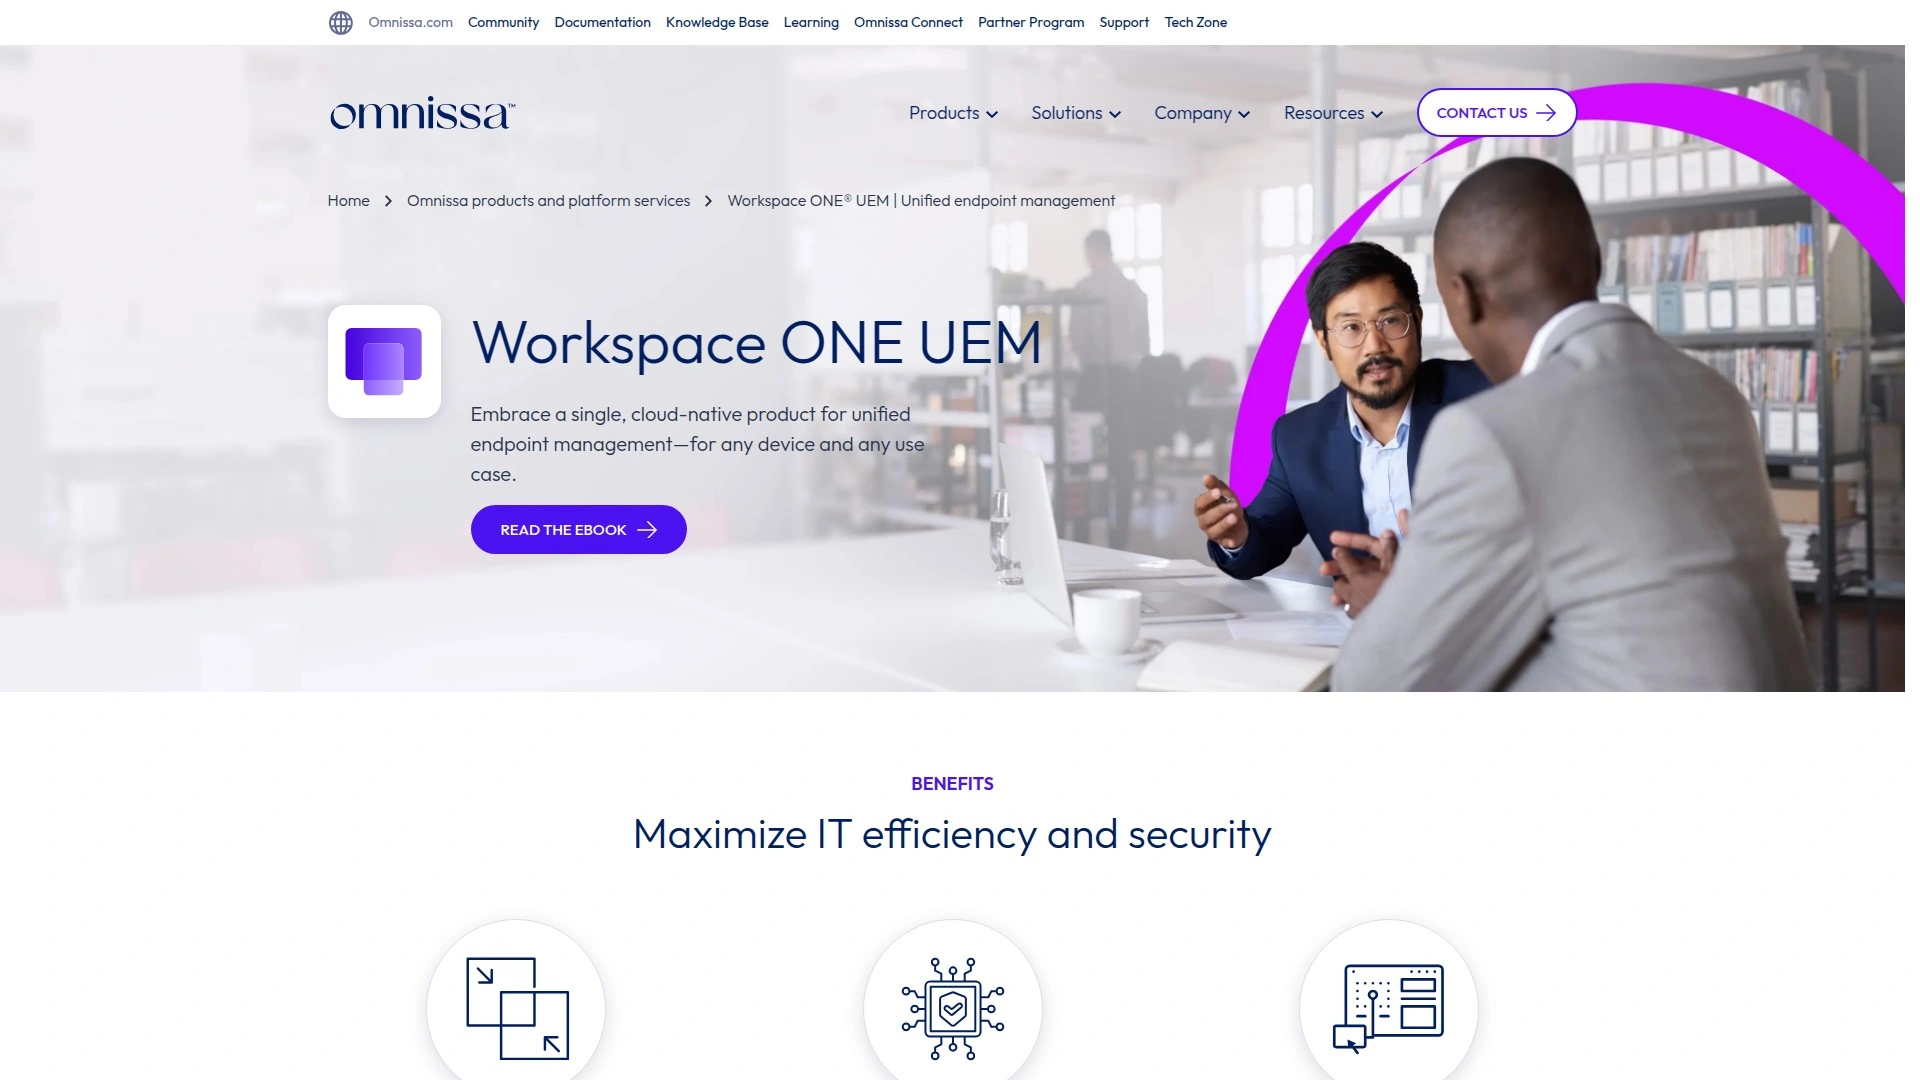 Omnissa.com Community Documentation Knowledge Base Learning Omnissa Connect Partner Program Support Tech Zone
omnissa™ Products Solutions Company Resources CONTACT US
Home Omnissa products and platform services Workspace ONE® UEM | Unified endpoint management
Workspace ONE UEM
Embrace a single, cloud-native product for unified
endpoint management—for any device and any use
case.
READ THE EBOOK
BENEFITS
Maximize IT efficiency and security